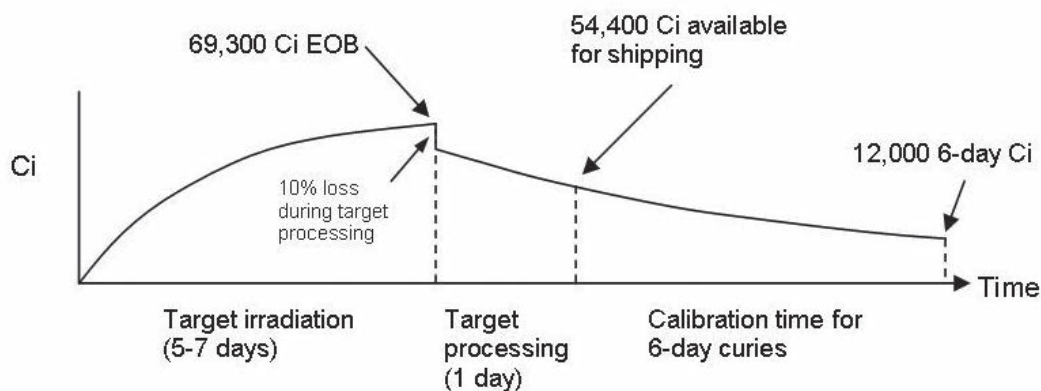 69,300 Ci EOB
54,400 Ci available
for shipping
12,000 6-day Ci
Ci
10% loss
during target
processing
Time
Target irradiation
(5-7 days)
Target
processing
(1 day)
Calibration time for
6-day curies